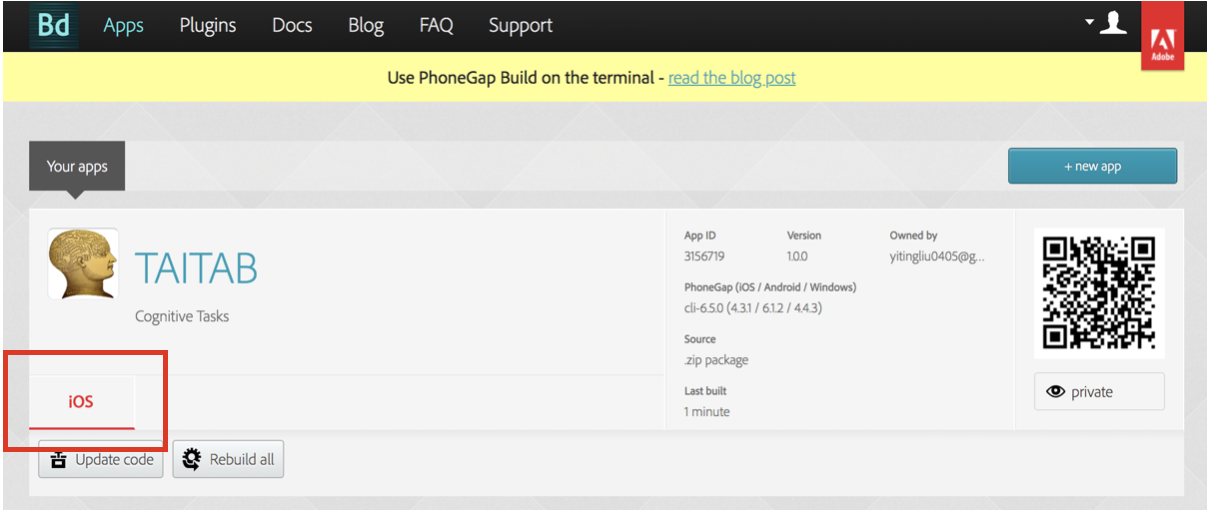 Bd Apps Plugins Docs Blog FAQ Support
Adobe
Use PhoneGap Build on the terminal - read the blog post
Your apps
+ new app
TAITAB
Cognitive Tasks
App ID Version Owned by
3156719 1.0.0 yitingliu0405@g...
PhoneGap (iOS / Android / Windows)
cli-6.5.0 (4.3.1 / 6.1.2 / 4.4.3)
Source
.zip package
Last built
1 minute
private
iOS
Update code Rebuild all